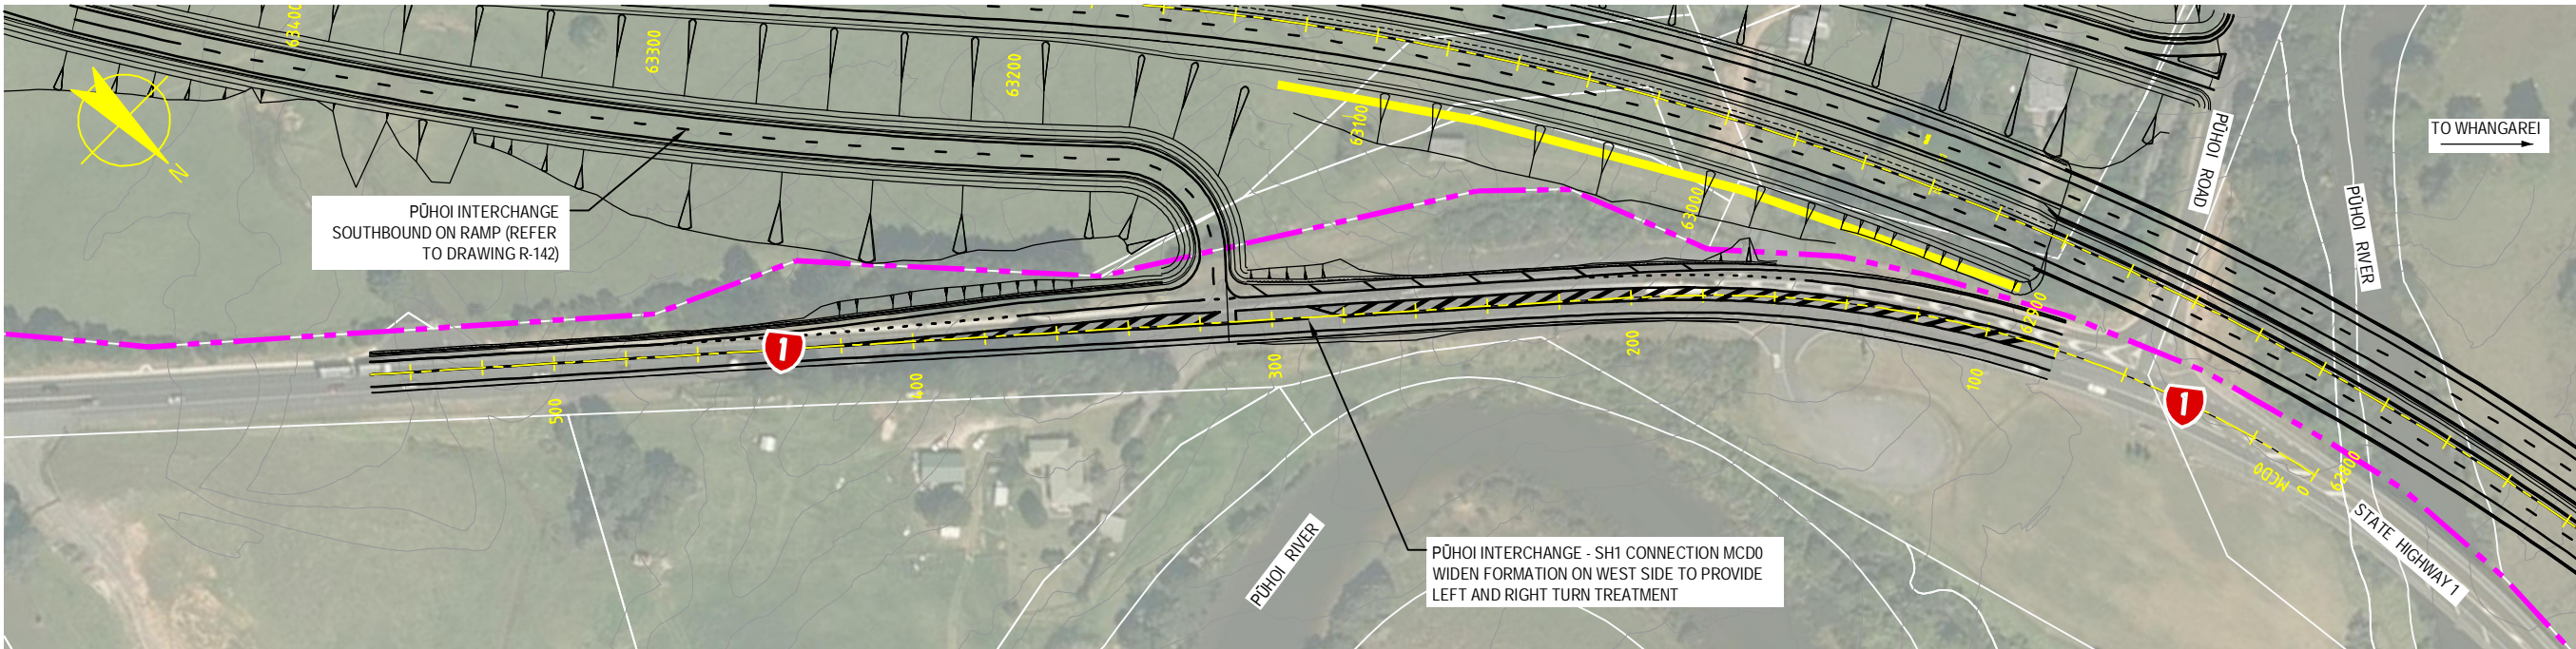 63400
63300
63200
63100
63000
62900
62800
N
PŪHOI INTERCHANGE
SOUTHBOUND ON RAMP (REFER
TO DRAWING R-142)
1
500
400
300
200
100
0 MCD0
1
PŪHOI ROAD
PŪHOI RIVER
TO WHANGAREI
STATE HIGHWAY 1
PŪHOI RIVER
PŪHOI INTERCHANGE - SH1 CONNECTION MCD0
WIDEN FORMATION ON WEST SIDE TO PROVIDE
LEFT AND RIGHT TURN TREATMENT